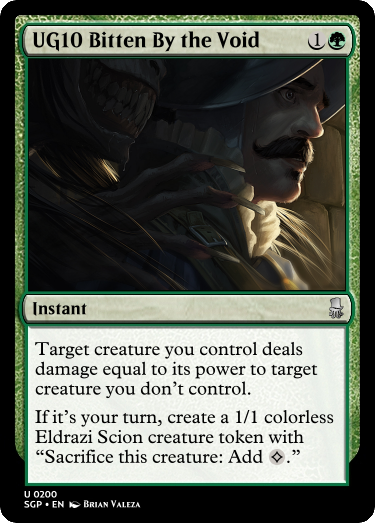 UG10 Bitten By the Void 1
Instant
Target creature you control deals
damage equal to its power to target
creature you don't control.
If it's your turn, create a 1/1 colorless
Eldrazi Scion creature token with
“Sacrifice this creature: Add .”
U 0200
SGP • EN Brian Valeza